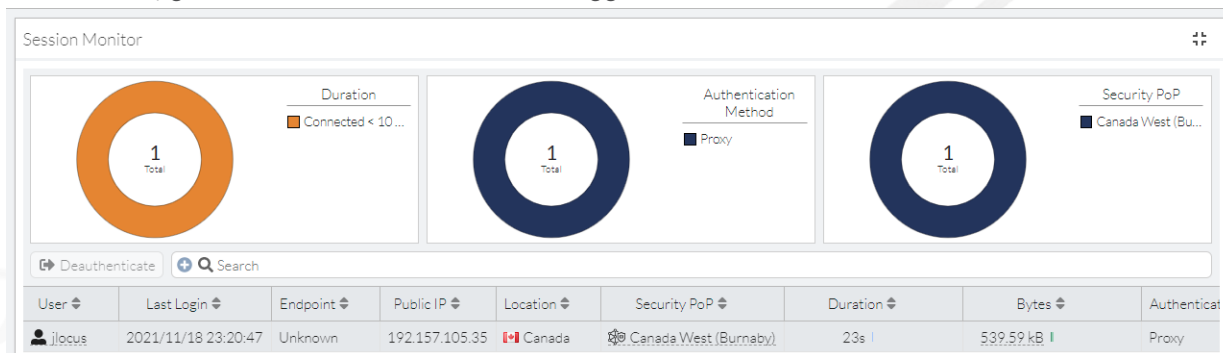 Session Monitor
Duration
Connected < 10 ...
1
Total
Authentication
Method
Proxy
1
Total
Security PoP
Canada West (Bu...
1
Total
Deauthenticate Search
User Last Login Endpoint Public IP Location Security PoP Duration Bytes Authenticat
jlocus 2021/11/18 23:20:47 Unknown 192.157.105.35 Canada Canada West (Burnaby) 23s 539.59 kB Proxy